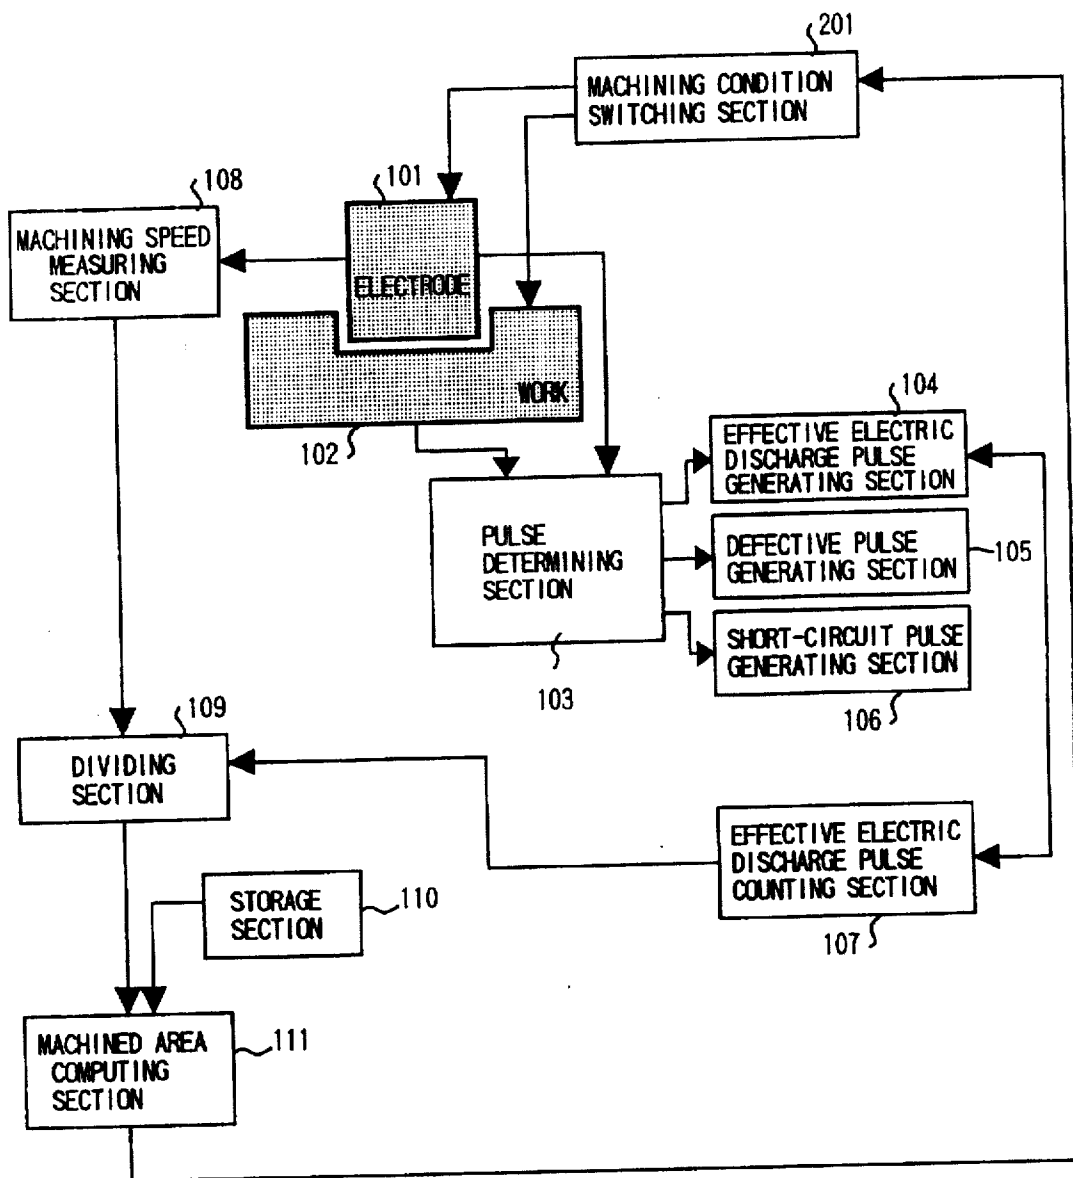 201
MACHINING CONDITION
SWITCHING SECTION
108
101
MACHINING SPEED
MEASURING
SECTION
ELECTRODE
WORK
102
104
EFFECTIVE ELECTRIC
DISCHARGE PULSE
GENERATING SECTION
PULSE
DETERMINING
SECTION
103
DEFECTIVE PULSE
GENERATING SECTION
105
SHORT-CIRCUIT PULSE
GENERATING SECTION
106
109
DIVIDING
SECTION
EFFECTIVE ELECTRIC
DISCHARGE PULSE
COUNTING SECTION
107
STORAGE
SECTION
110
MACHINED AREA
COMPUTING
SECTION
111